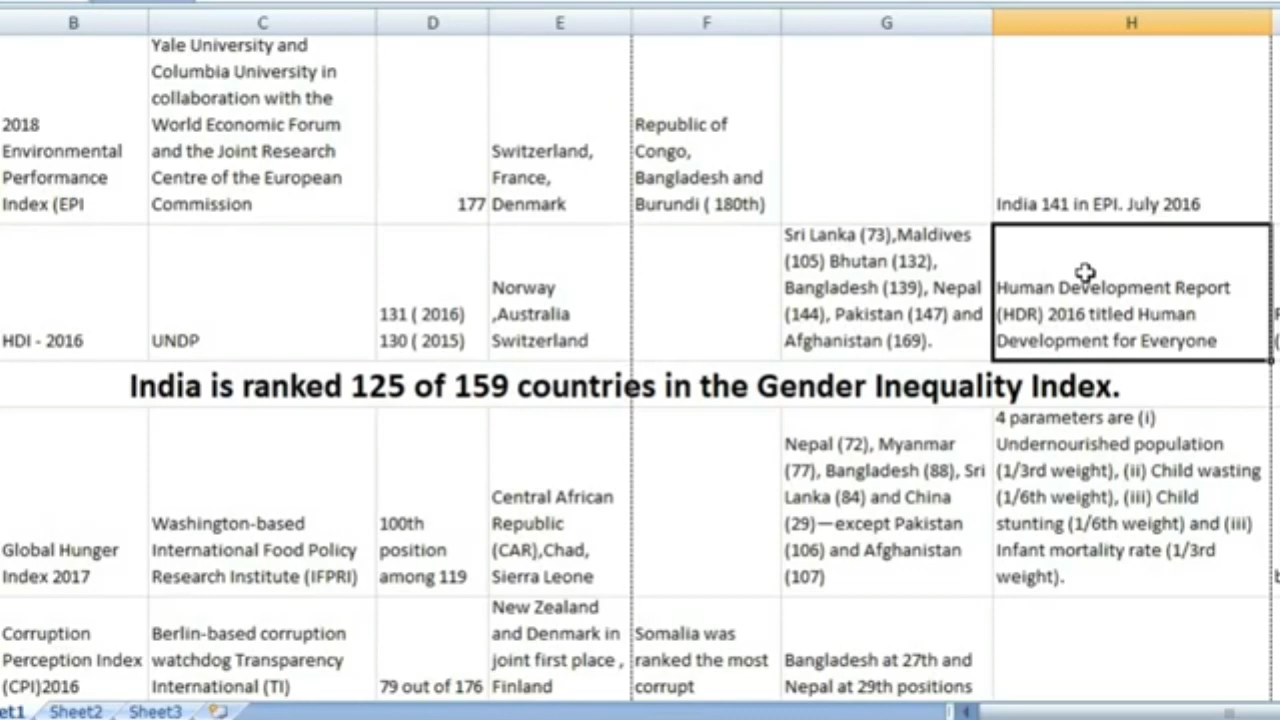 B C D E F G H
2018
Environmental
Performance
Index (EPI
Yale University and
Columbia University in
collaboration with the
World Economic Forum
and the Joint Research
Centre of the European
Commission
177
Switzerland,
France,
Denmark
Republic of
Congo,
Bangladesh and
Burundi ( 180th)
India 141 in EPI. July 2016
HDI - 2016
UNDP
131 ( 2016)
130 ( 2015)
Norway
,Australia
Switzerland
Sri Lanka (73),Maldives
(105) Bhutan (132),
Bangladesh (139), Nepal
(144), Pakistan (147) and
Afghanistan (169).
Human Development Report
(HDR) 2016 titled Human
Development for Everyone
India is ranked 125 of 159 countries in the Gender Inequality Index.
Global Hunger
Index 2017
Washington-based
International Food Policy
Research Institute (IFPRI)
100th
position
among 119
Central African
Republic
(CAR),Chad,
Sierra Leone
Nepal (72), Myanmar
(77), Bangladesh (88), Sri
Lanka (84) and China
(29)—except Pakistan
(106) and Afghanistan
(107)
4 parameters are (i)
Undernourished population
(1/3rd weight), (ii) Child wasting
(1/6th weight), (iii) Child
stunting (1/6th weight) and (iii)
Infant mortality rate (1/3rd
weight).
Corruption
Perception Index
(CPI)2016
Berlin-based corruption
watchdog Transparency
International (TI)
79 out of 176
New Zealand
and Denmark in
joint first place ,
Finland
Somalia was
ranked the most
corrupt
Bangladesh at 27th and
Nepal at 29th positions
et1 Sheet2 Sheet3